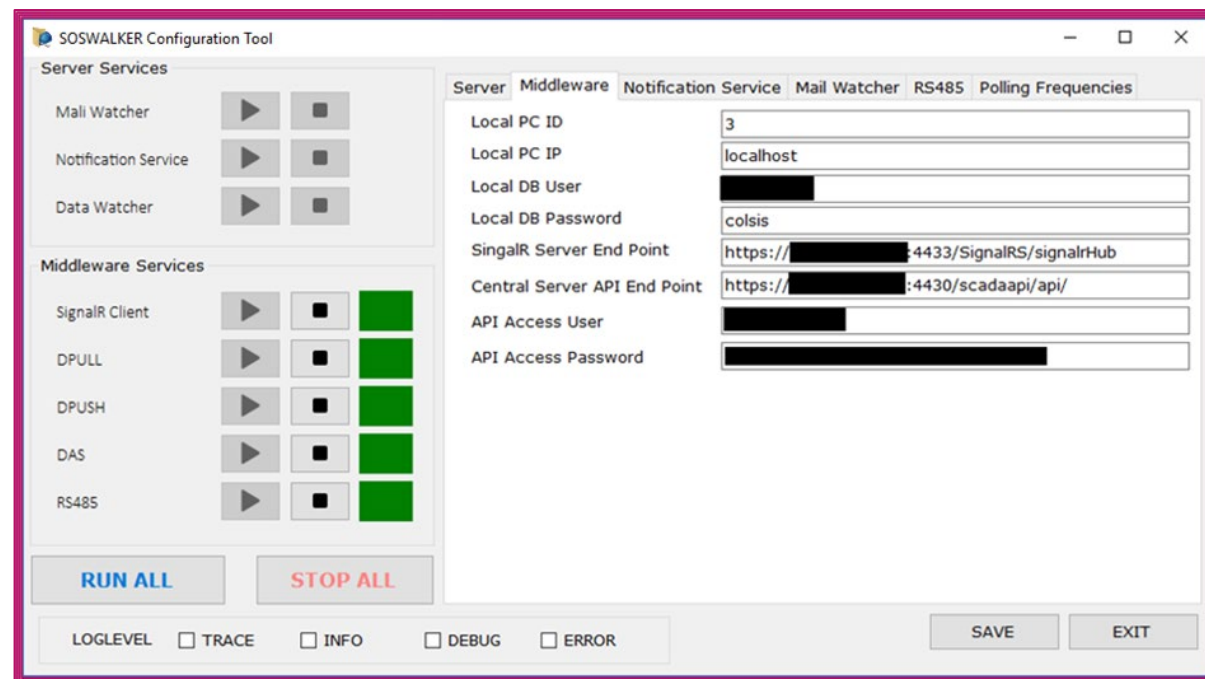 SOSWALKER Configuration Tool
Server Services
Mali Watcher
Notification Service
Data Watcher
Middleware Services
SignalR Client
DPULL
DPUSH
DAS
RS485
RUN ALL STOP ALL
Server Middleware Notification Service Mail Watcher RS485 Polling Frequencies
Local PC ID 3
Local PC IP localhost
Local DB User
Local DB Password colsis
SingalR Server End Point https:// :4433/SignalRS/signalrHub
Central Server API End Point https:// :4430/scadaapi/api/
API Access User
API Access Password
LOGLEVEL TRACE INFO DEBUG ERROR
SAVE EXIT